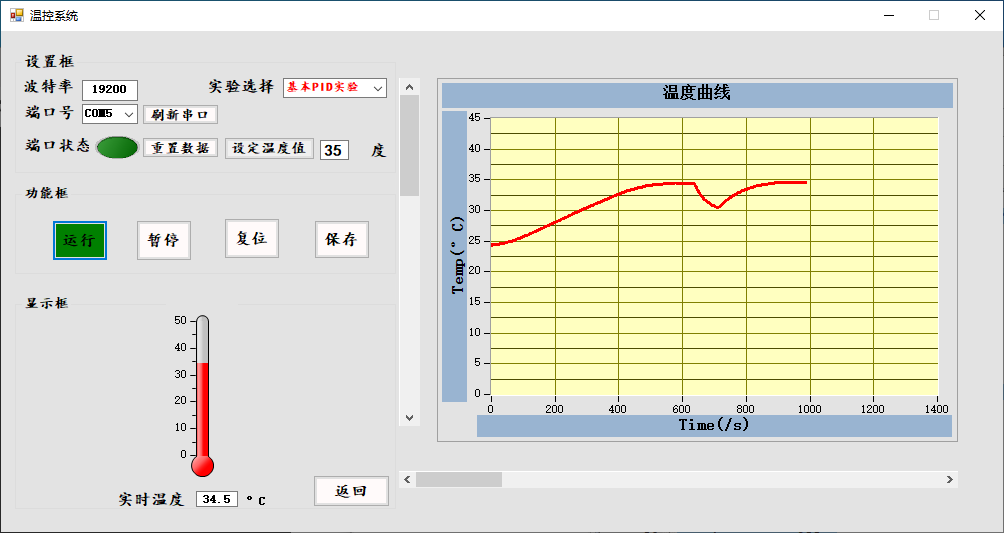 温控系统
设置框
波特率 19200 实验选择 基本PID实验
端口号 COM5 刷新串口
端口状态 重置数据 设定温度值 35 度
功能框
运行 暂停 复位 保存
显示框
50
40
30
20
10
0
实时温度 34.5 °C
返回
温度曲线
Temp(°C)
45
40
35
30
25
20
15
10
5
0
0 200 400 600 800 1000 1200 1400
Time(/s)